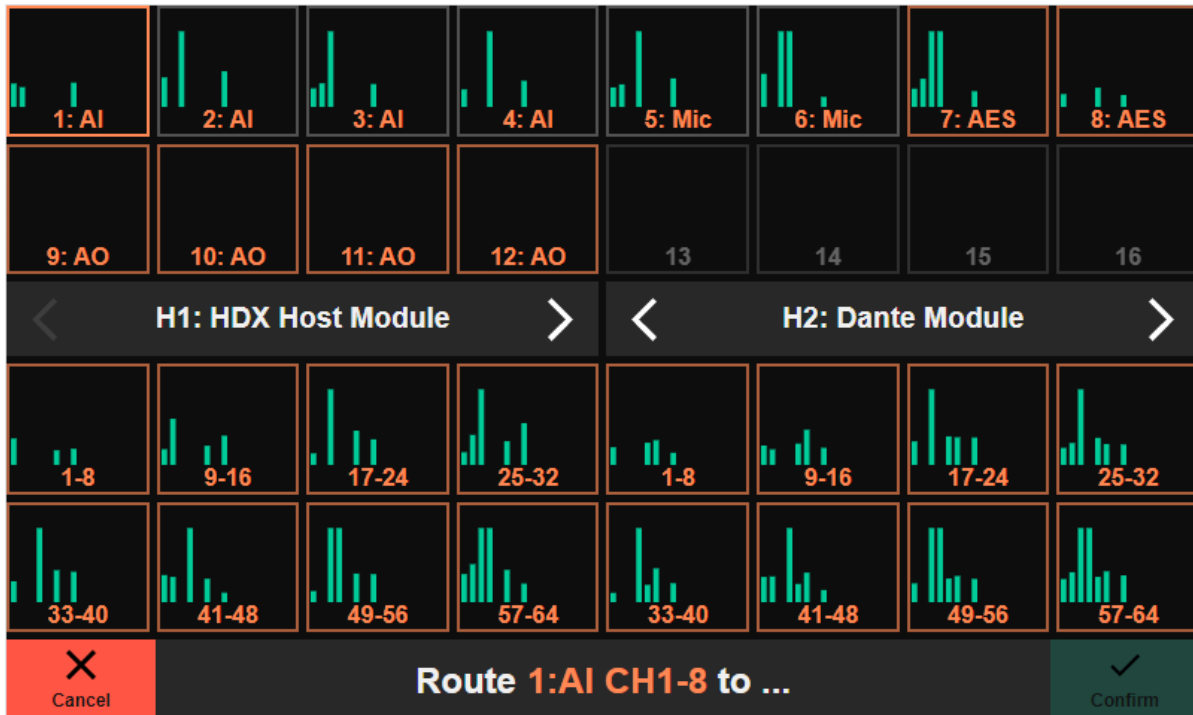 1: AI 2: AI 3: AI 4: AI 5: Mic 6: Mic 7: AES 8: AES
9: AO 10: AO 11: AO 12: AO 13 14 15 16
H1: HDX Host Module H2: Dante Module
1-8 9-16 17-24 25-32 1-8 9-16 17-24 25-32
33-40 41-48 49-56 57-64 33-40 41-48 49-56 57-64
Cancel Route 1:AI CH1-8 to ... Confirm